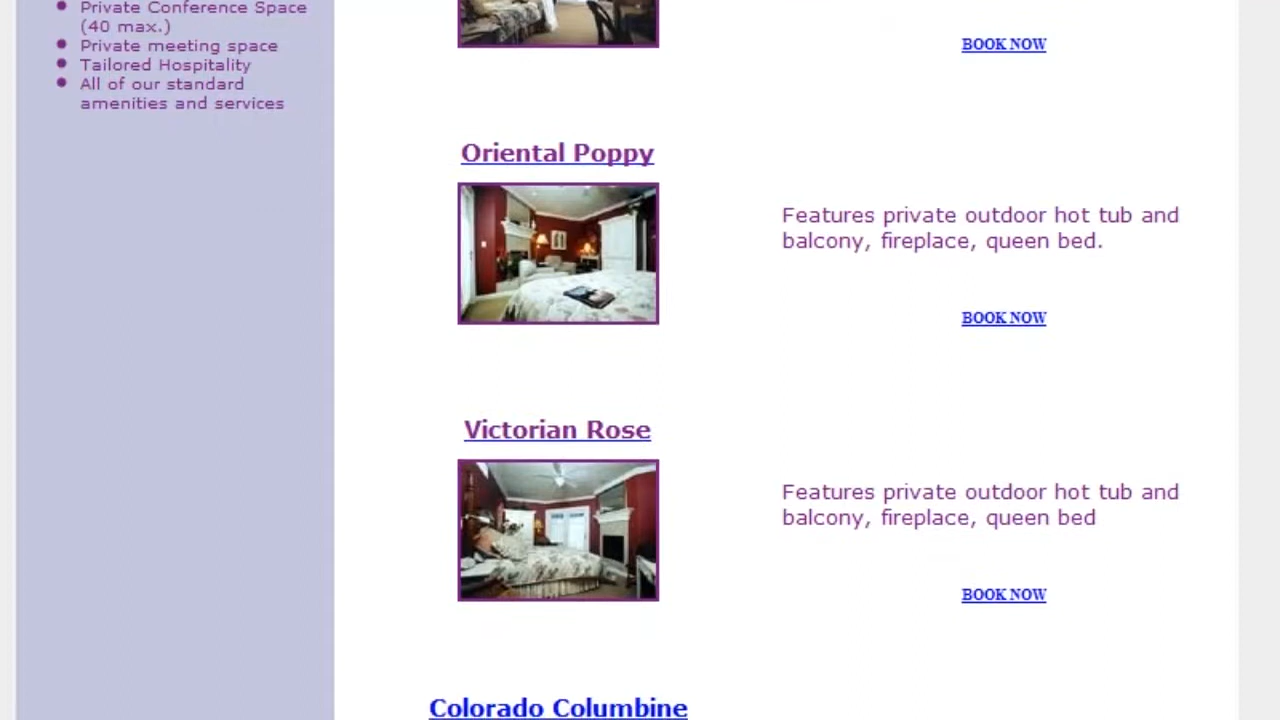 Private Conference Space
(40 max.)
Private meeting space
Tailored Hospitality
All of our standard
amenities and services
BOOK NOW
Oriental Poppy
Features private outdoor hot tub and
balcony, fireplace, queen bed.
BOOK NOW
Victorian Rose
Features private outdoor hot tub and
balcony, fireplace, queen bed
BOOK NOW
Colorado Columbine